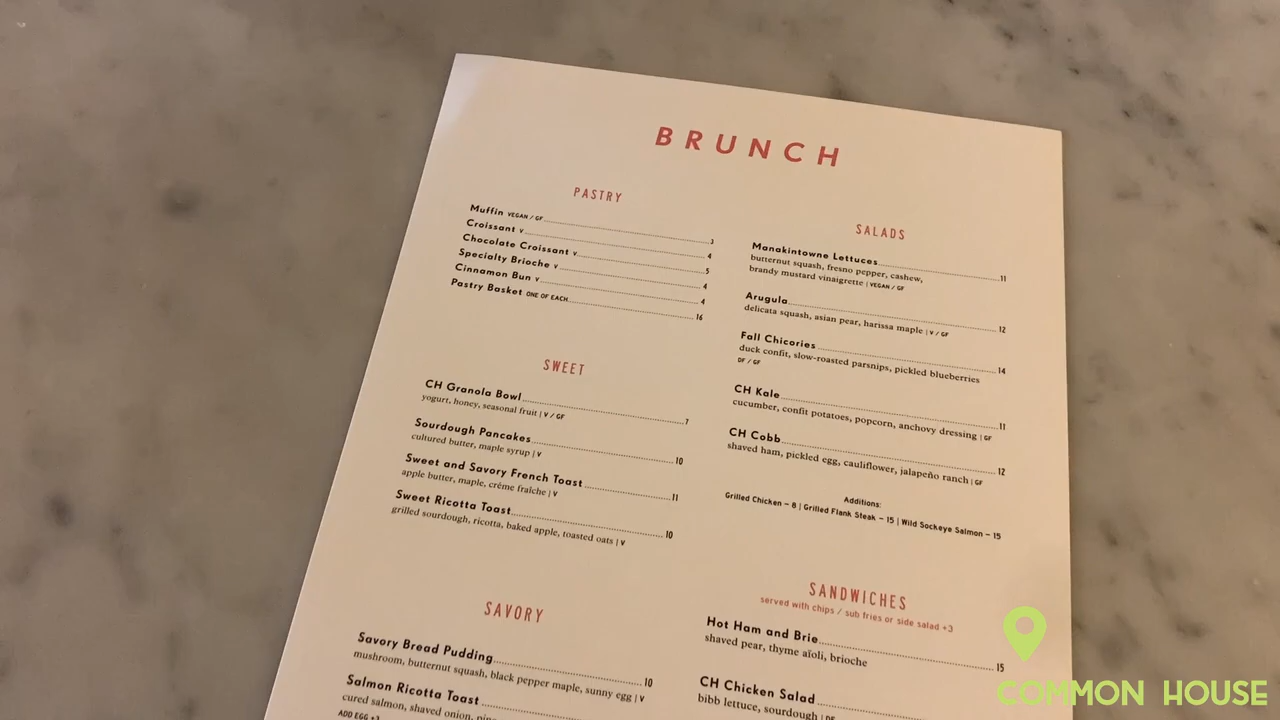 BRUNCH
PASTRY
Muffin VEGAN / GF 3
Croissant V 4
Chocolate Croissant V 5
Specialty Brioche V 4
Cinnamon Bun V 4
Pastry Basket ONE OF EACH 16
SWEET
CH Granola Bowl 7
yogurt, honey, seasonal fruit | V / GF
Sourdough Pancakes 10
cultured butter, maple syrup | V
Sweet and Savory French Toast 11
apple butter, maple, crème fraîche | V
Sweet Ricotta Toast 10
grilled sourdough, ricotta, baked apple, toasted oats | V
SAVORY
Savory Bread Pudding 10
mushroom, butternut squash, black pepper maple, sunny egg | V
Salmon Ricotta Toast
cured salmon, shaved onion,
ADD EGG +3
SALADS
Manakintowne Lettuces 11
butternut squash, fresno pepper, cashew,
brandy mustard vinaigrette | VEGAN / GF
Arugula 12
delicata squash, asian pear, harissa maple | V / GF
Fall Chicories 14
duck confit, slow-roasted parsnips, pickled blueberries
DF / GF
CH Kale 11
cucumber, confit potatoes, popcorn, anchovy dressing | GF
CH Cobb 12
shaved ham, pickled egg, cauliflower, jalapeño ranch | GF
Additions:
Grilled Chicken – 8 | Grilled Flank Steak – 15 | Wild Sockeye Salmon – 15
SANDWICHES
served with chips / sub fries or side salad +3
Hot Ham and Brie 15
shaved pear, thyme aïoli, brioche
CH Chicken Salad
bibb lettuce, sourdough | DF
COMMON HOUSE